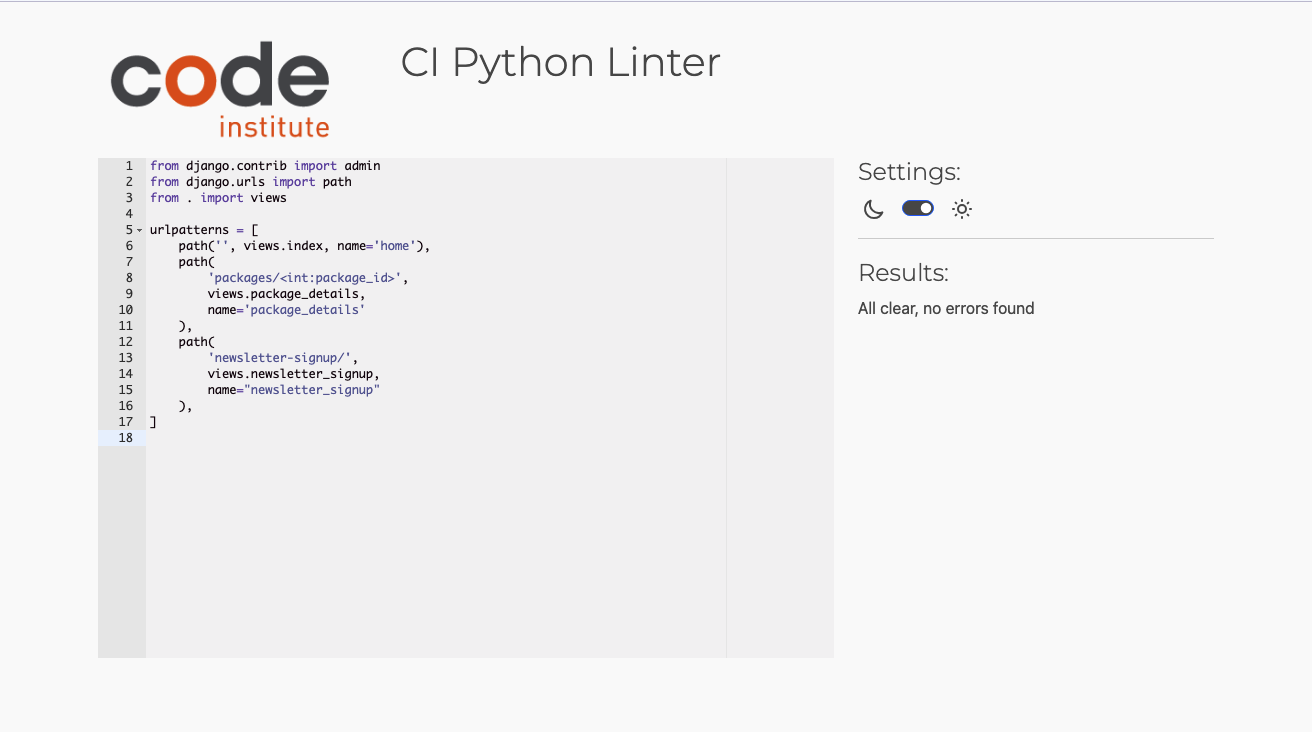 code
institute
CI Python Linter
1 from django.contrib import admin
2 from django.urls import path
3 from . import views
4
5 urlpatterns = [
6     path('', views.index, name='home'),
7     path(
8         'packages/<int:package_id>',
9         views.package_details,
10         name='package_details'
11     ),
12     path(
13         'newsletter-signup/',
14         views.newsletter_signup,
15         name="newsletter_signup"
16     ),
17 ]
18
Settings:
Results:
All clear, no errors found